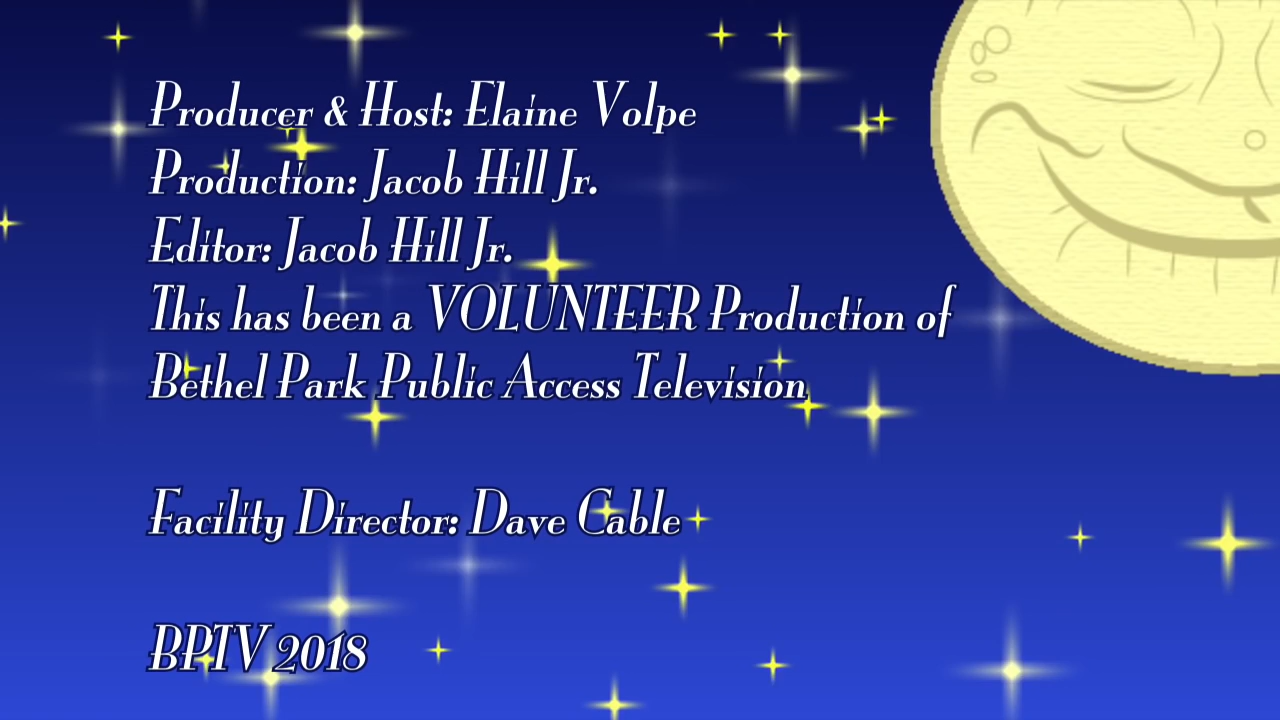 Producer & Host: Elaine Volpe
Production: Jacob Hill Jr.
Editor: Jacob Hill Jr.
This has been a VOLUNTEER Production of
Bethel Park Public Access Television
Facility Director: Dave Cable
BPTV 2018